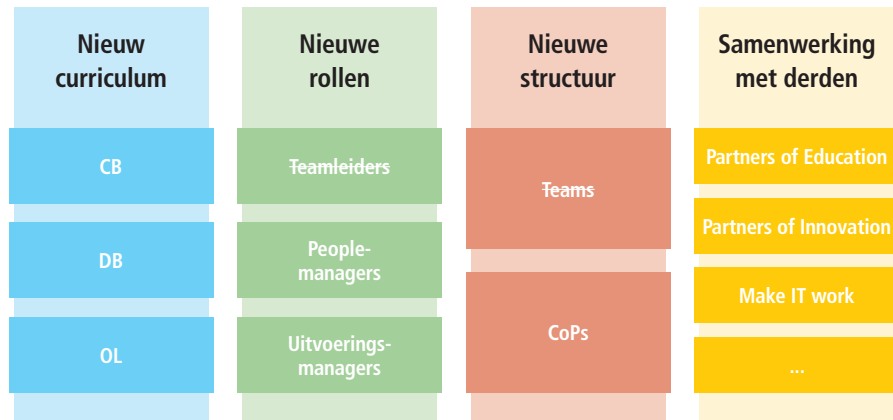 Nieuw
curriculum
CB
DB
OL
Nieuwe
rollen
Teamleiders
People-
managers
Uitvoerings-
managers
Nieuwe
structuur
Teams
CoPs
Samenwerking
met derden
Partners of Education
Partners of Innovation
Make IT work
...